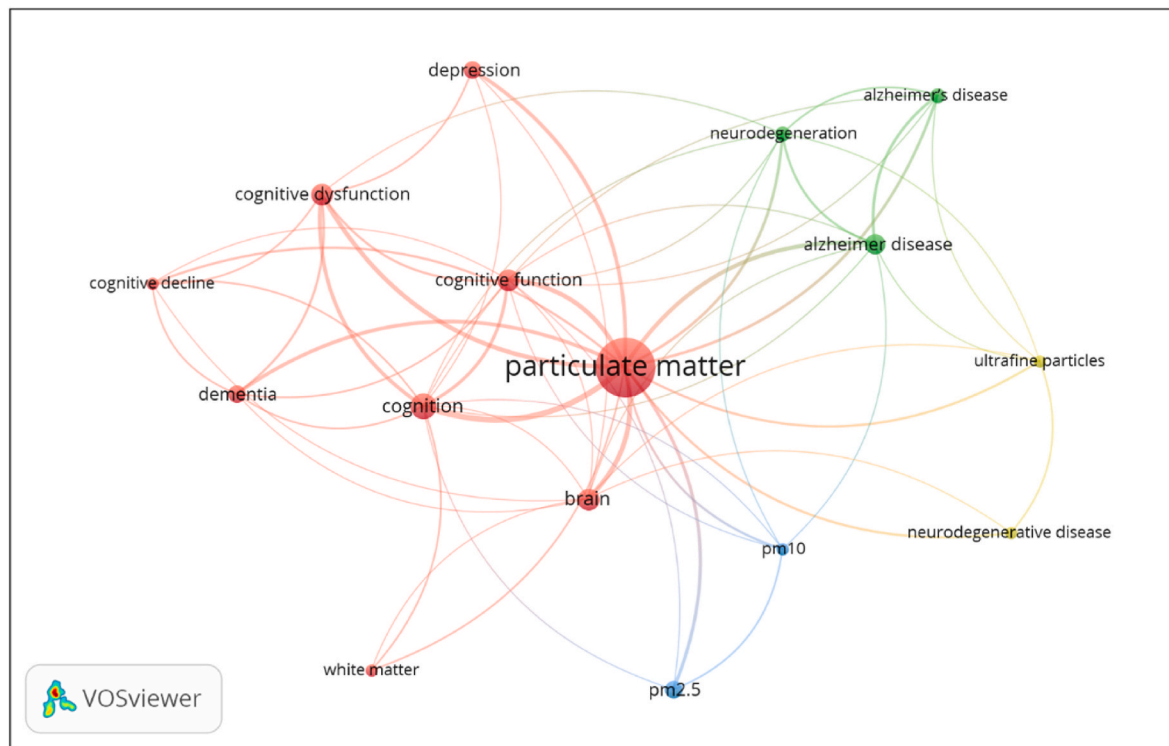 depression
alzheimer's disease
neurodegeneration
cognitive dysfunction
alzheimer disease
cognitive decline
cognitive function
particulate matter
ultrafine particles
dementia
cognition
brain
neurodegenerative disease
pm10
white matter
pm2.5
VOSviewer